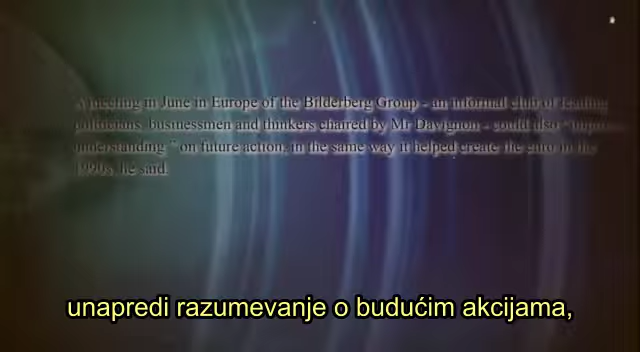 A meeting in June in Europe of the Bilderberg Group - an informal club of leading
politicians, businessmen and thinkers chaired by Mr Davignon - could also "improve
understanding" on future action, in the same way it helped create the euro in the
1990s, he said.
unapredi razumevanje o budućim akcijama,